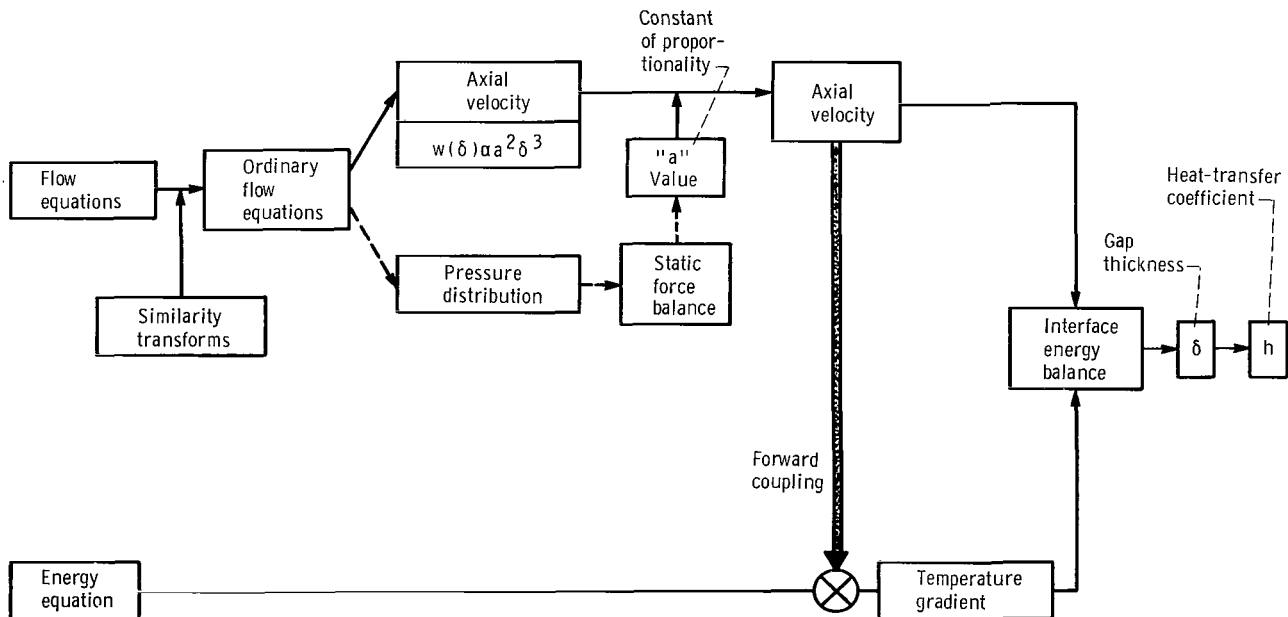 Constant
of propor-
tionality
Axial
velocity
w(δ)αa²δ³
Axial
velocity
"a"
Value
Flow
equations
Ordinary
flow
equations
Similarity
transforms
Pressure
distribution
Static
force
balance
Heat-transfer
coefficient
Gap
thickness
Interface
energy
balance
δ
h
Forward
coupling
Energy
equation
Temperature
gradient